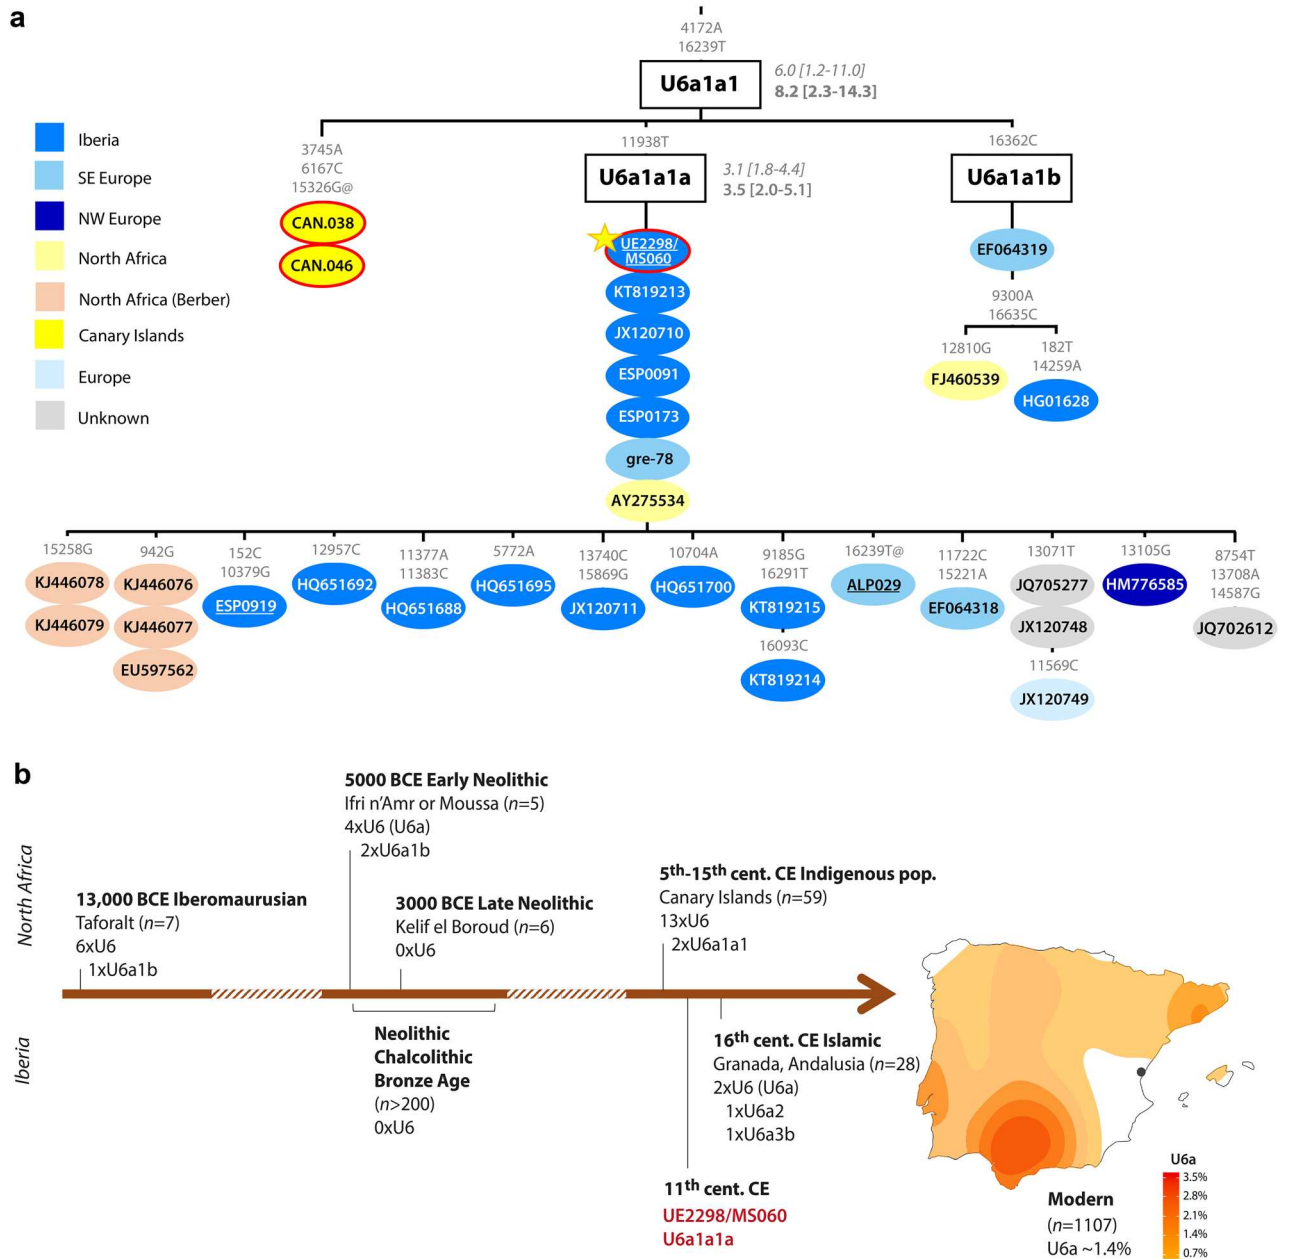 a
4172A
16239T
U6a1a1
6.0 [1.2-11.0]
8.2 [2.3-14.3]
Iberia
SE Europe
NW Europe
North Africa
North Africa (Berber)
Canary Islands
Europe
Unknown
3745A
6167C
15326G@
CAN.038
CAN.046
11938T
U6a1a1a
3.1 [1.8-4.4]
3.5 [2.0-5.1]
UE2298/
MS060
KT819213
JX120710
ESP0091
ESP0173
gre-78
AY275534
16362C
U6a1a1b
EF064319
9300A
16635C
12810G
FJ460539
182T
14259A
HG01628
15258G
KJ446078
KJ446079
942G
KJ446076
KJ446077
EU597562
152C
10379G
ESP0919
12957C
HQ651692
11377A
11383C
HQ651688
5772A
HQ651695
13740C
15869G
JX120711
10704A
HQ651700
9185G
16291T
KT819215
16093C
KT819214
16239T@
ALP029
11722C
15221A
EF064318
13071T
JQ705277
JX120748
11569C
JX120749
13105G
HM776585
8754T
13708A
14587G
JQ702612
b
North Africa
Iberia
13,000 BCE Iberomaurusian
Taforalt (n=7)
6xU6
1xU6a1b
5000 BCE Early Neolithic
Ifri n’Amr or Moussa (n=5)
4xU6 (U6a)
2xU6a1b
3000 BCE Late Neolithic
Kelif el Boroud (n=6)
0xU6
5th-15th cent. CE Indigenous pop.
Canary Islands (n=59)
13xU6
2xU6a1a1
Neolithic
Chalcolithic
Bronze Age
(n>200)
0xU6
16th cent. CE Islamic
Granada, Andalusia (n=28)
2xU6 (U6a)
1xU6a2
1xU6a3b
11th cent. CE
UE2298/MS060
U6a1a1a
Modern
(n=1107)
U6a ~1.4%
U6a
3.5%
2.8%
2.1%
1.4%
0.7%